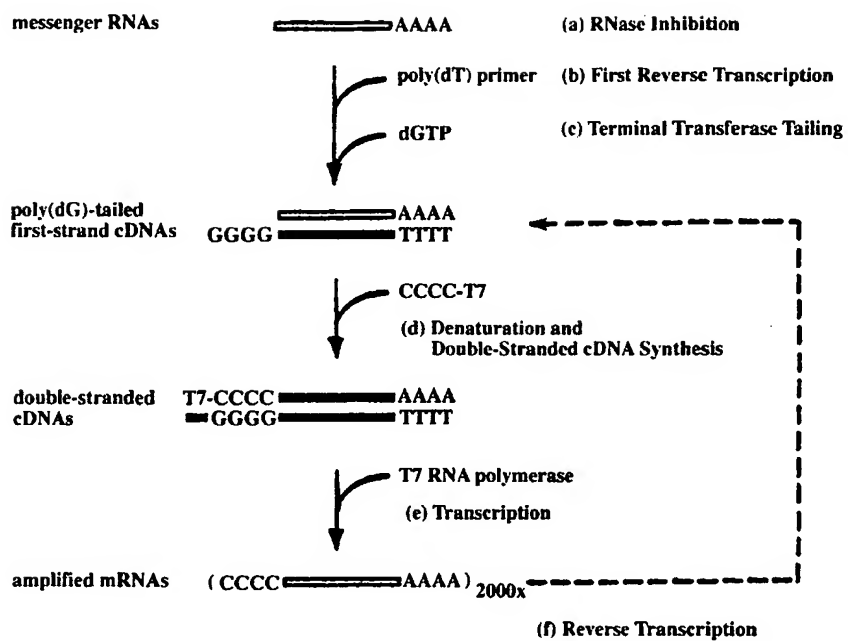 messenger RNAs AAAA (a) RNase Inhibition
poly(dT) primer (b) First Reverse Transcription
dGTP (c) Terminal Transferase Tailing
poly(dG)-tailed AAAA
first-strand cDNAs GGGG TTTT
CCCC-T7
(d) Denaturation and
Double-Stranded cDNA Synthesis
double-stranded T7-CCCC AAAA
cDNAs GGGG TTTT
T7 RNA polymerase
(e) Transcription
amplified mRNAs (CCCC AAAA) 2000x
(f) Reverse Transcription